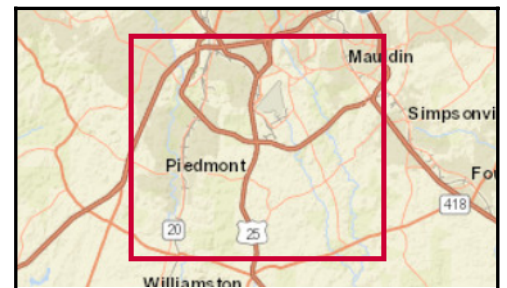 Mauldin
Simpsonvi
Piedmont
Fo
418
20
25
Williamston